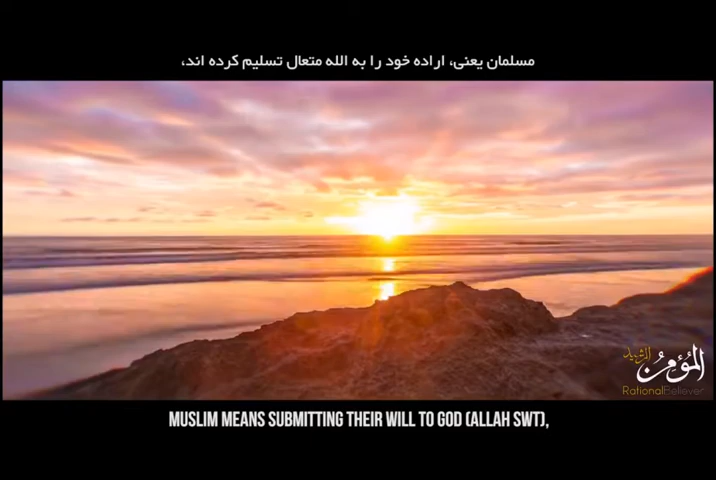 مسلمان یعنی، اراده خود را به الله متعال تسلیم کرده اند،
المؤمن الرشيد
RationalBeliever
MUSLIM MEANS SUBMITTING THEIR WILL TO GOD (ALLAH SWT),